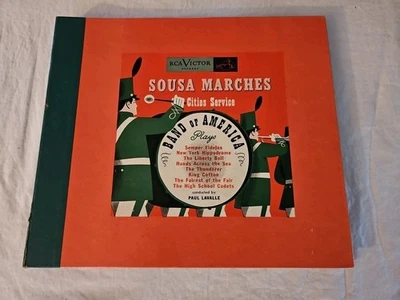 RCA VICTOR
RECORDS
SOUSA MARCHES
Cities Service
BAND OF AMERICA
Plays
Semper Fideles
New York Hippodrome
The Liberty Bell
Hands Across the Sea
The Thunderer
King Cotton
The Fairest of the Fair
The High School Cadets
conducted by
PAUL LAVALLE